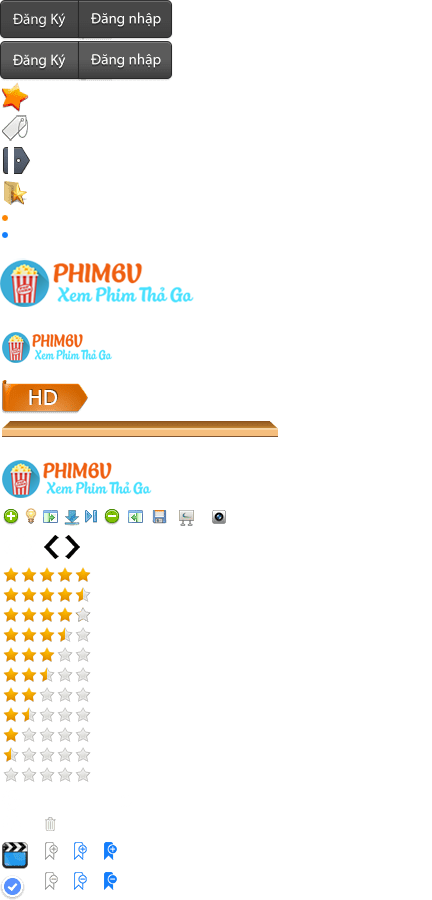 Đăng Ký Đăng nhập
Đăng Ký Đăng nhập
PHIM6V
Xem Phim Thả Ga
PHIM6V
Xem Phim Thả Ga
HD
PHIM6V
Xem Phim Thả Ga